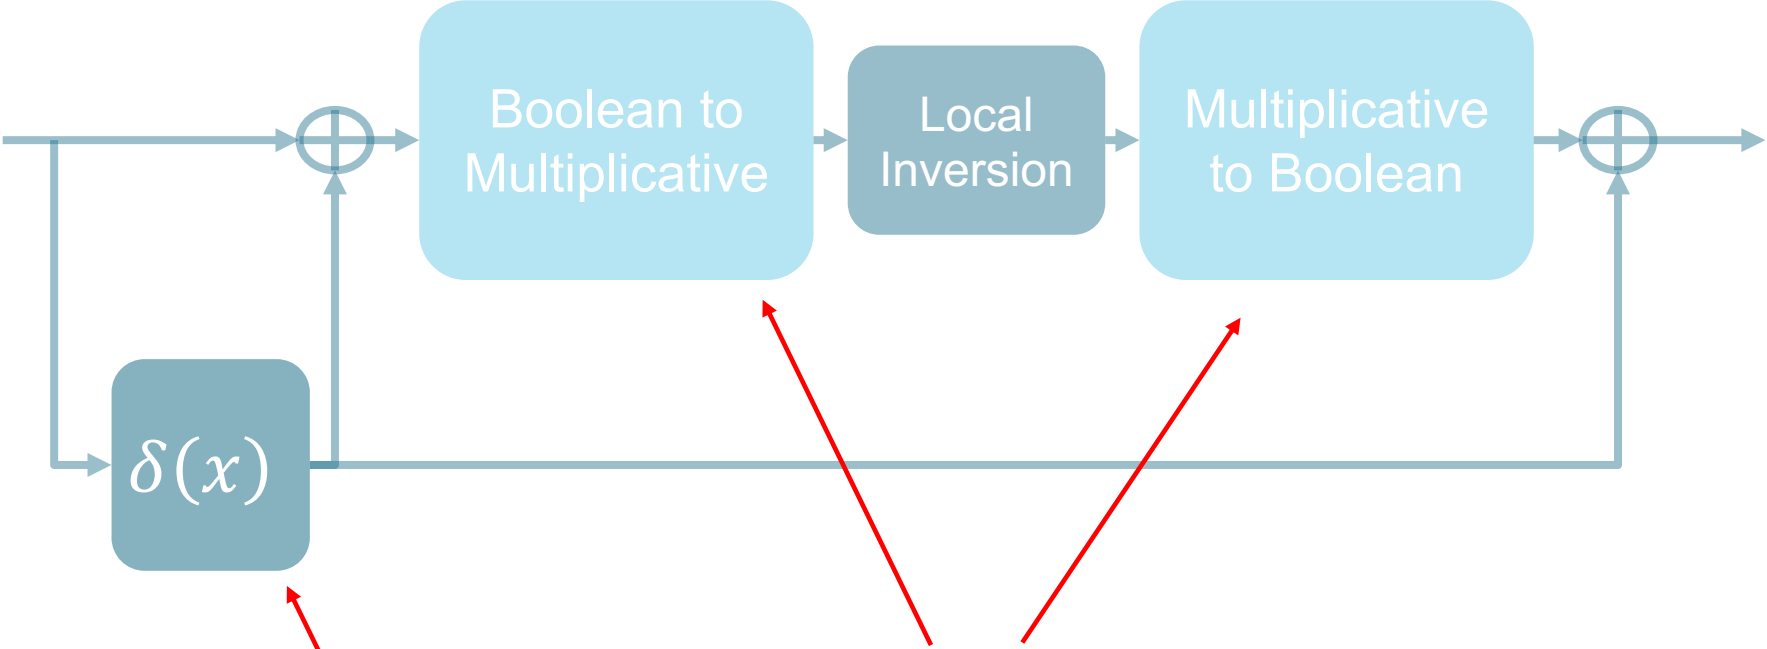 Boolean to
Multiplicative
Local
Inversion
Multiplicative
to Boolean
δ(x)